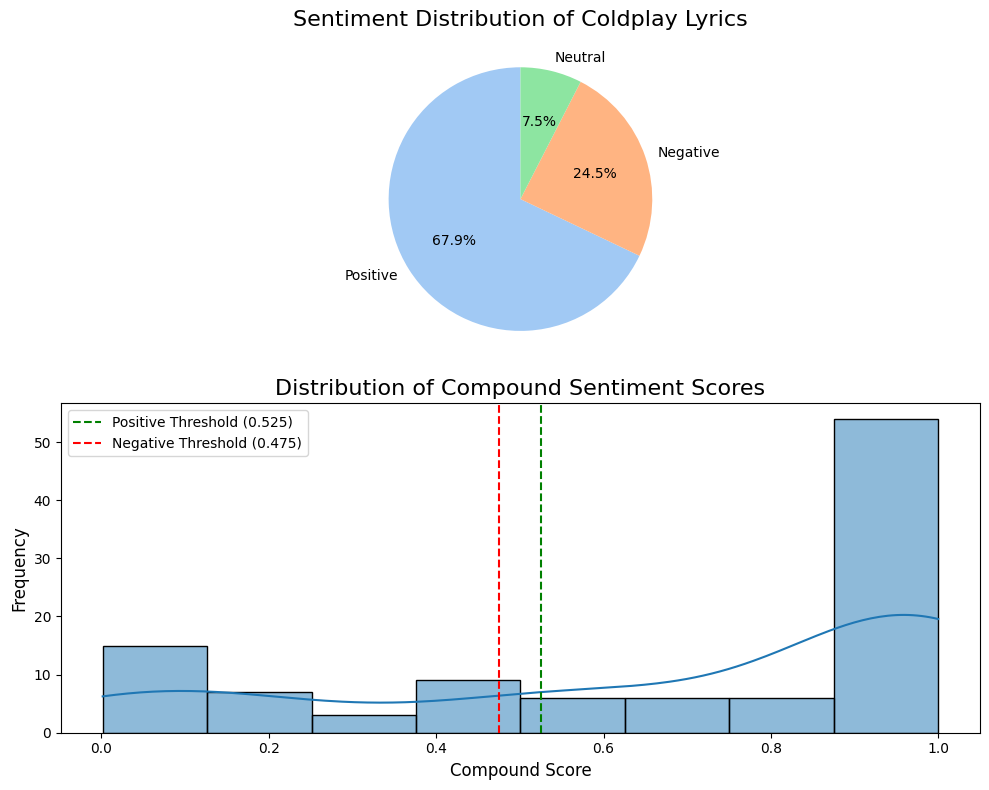 Sentiment Distribution of Coldplay Lyrics
Neutral
7.5%
Negative
24.5%
67.9%
Positive
Distribution of Compound Sentiment Scores
Positive Threshold (0.525)
Negative Threshold (0.475)
50
40
30
20
10
0
Frequency
0.0 0.2 0.4 0.6 0.8 1.0
Compound Score